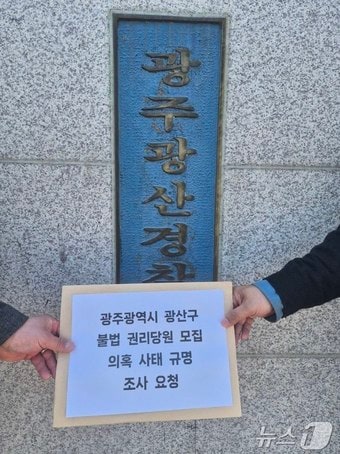 광주광산경찰
광주광역시 광산구
불법 권리당원 모집
의혹 사태 규명
조사 요청
뉴스1